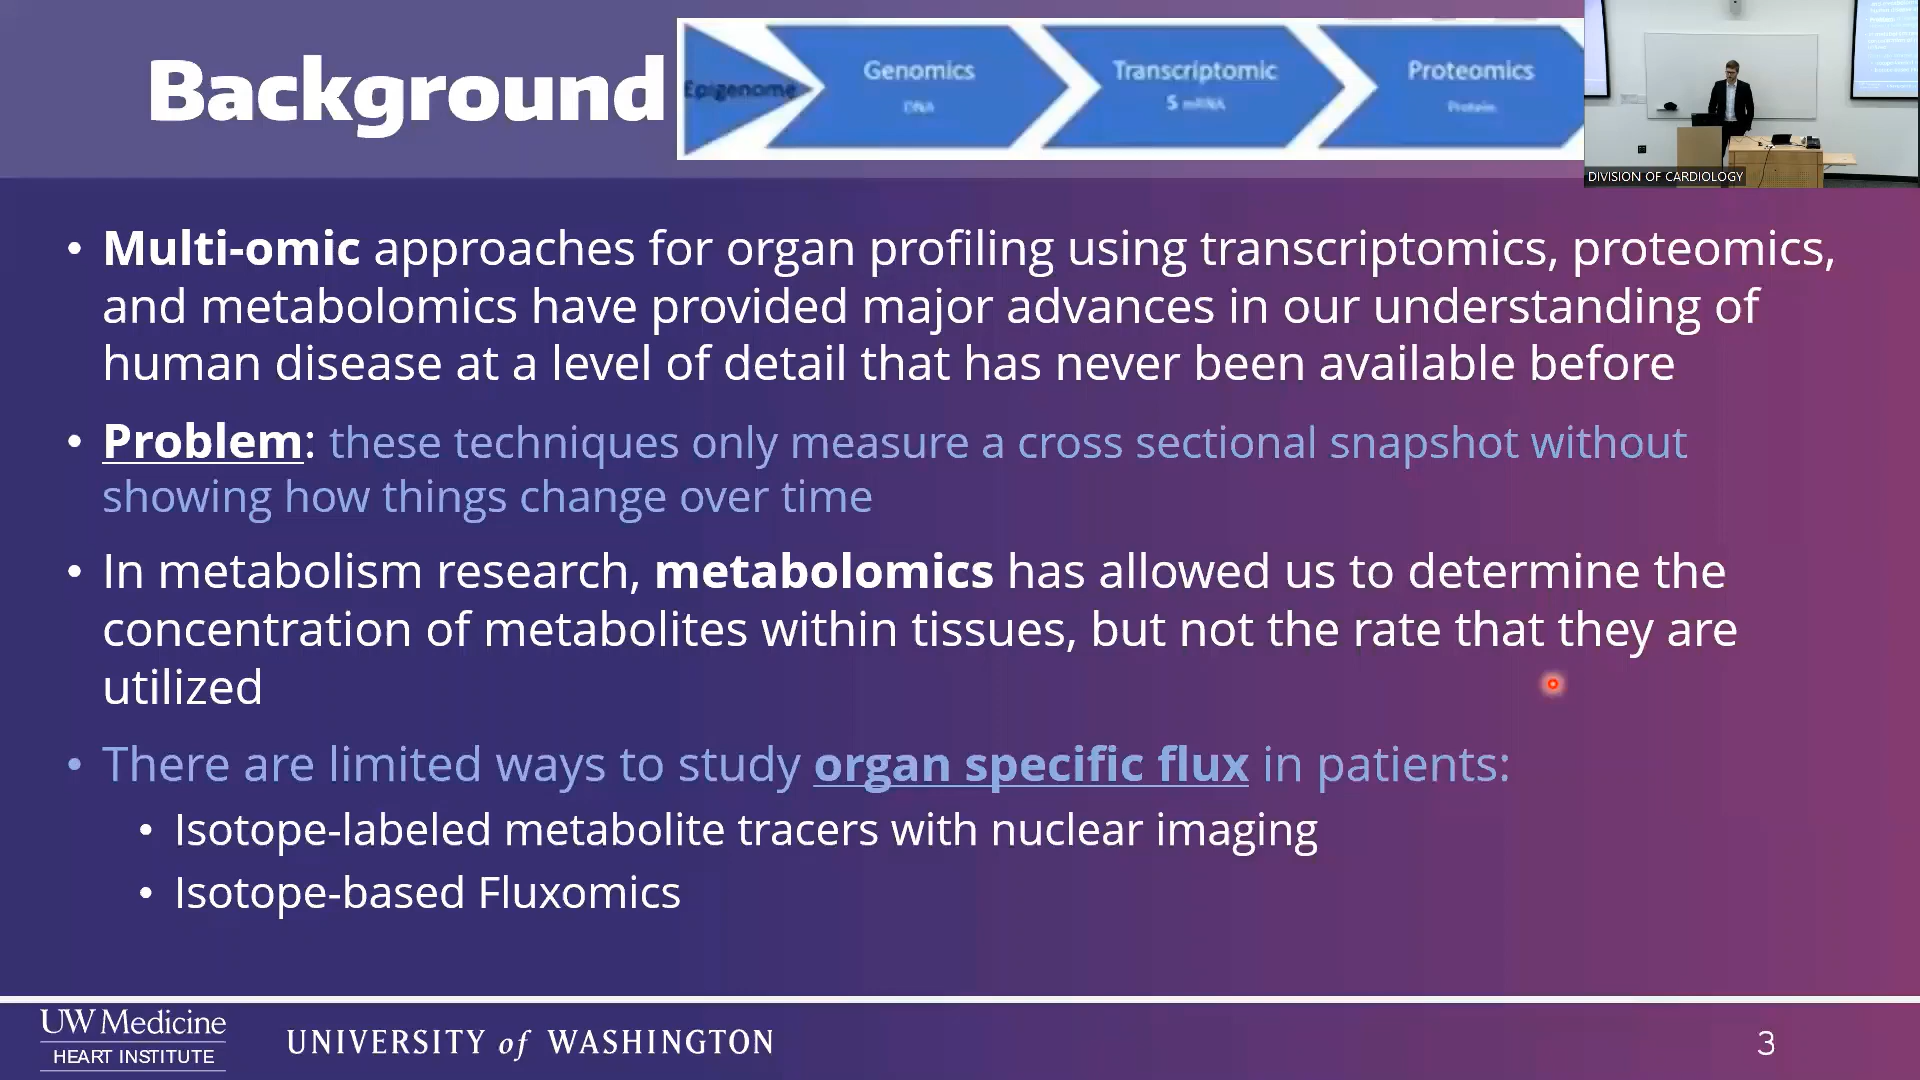 Background
Epigenome
Genomics
DNA
Transcriptomic
s mRNA
Proteomics
Protein
DIVISION OF CARDIOLOGY
• Multi-omic approaches for organ profiling using transcriptomics, proteomics,
and metabolomics have provided major advances in our understanding of
human disease at a level of detail that has never been available before
• Problem: these techniques only measure a cross sectional snapshot without
showing how things change over time
• In metabolism research, metabolomics has allowed us to determine the
concentration of metabolites within tissues, but not the rate that they are
utilized
• There are limited ways to study organ specific flux in patients:
• Isotope-labeled metabolite tracers with nuclear imaging
• Isotope-based Fluxomics
UW Medicine
HEART INSTITUTE
UNIVERSITY of WASHINGTON
3